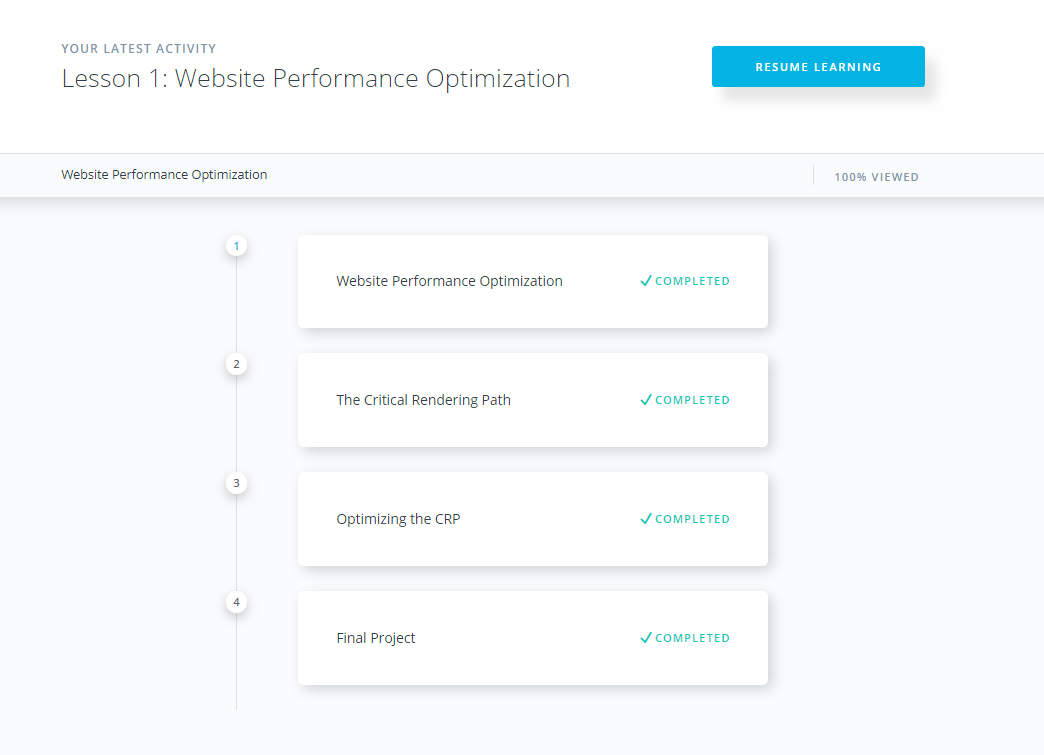 YOUR LATEST ACTIVITY
Lesson 1: Website Performance Optimization
RESUME LEARNING
Website Performance Optimization
100% VIEWED
1
Website Performance Optimization
COMPLETED
2
The Critical Rendering Path
COMPLETED
3
Optimizing the CRP
COMPLETED
4
Final Project
COMPLETED